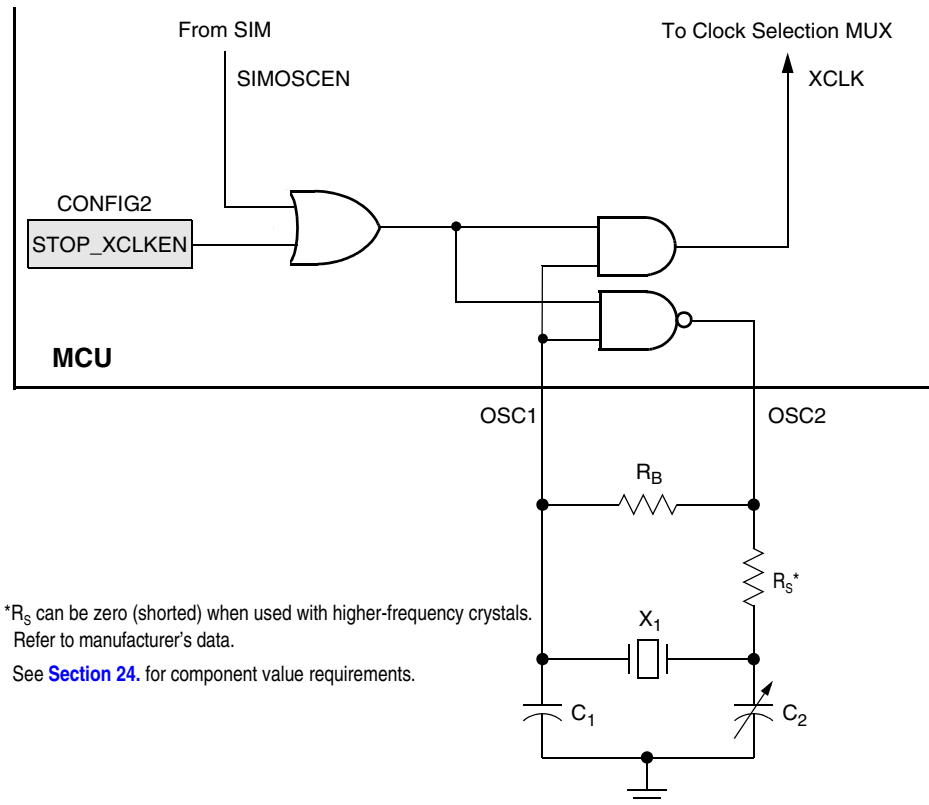 From SIM
To Clock Selection MUX
SIMOSCEN
XCLK
CONFIG2
STOP_XCLKEN
MCU
OSC1
OSC2
RB
RS*
*RS can be zero (shorted) when used with higher-frequency crystals.
Refer to manufacturer's data.
X1
See Section 24. for component value requirements.
C1
C2